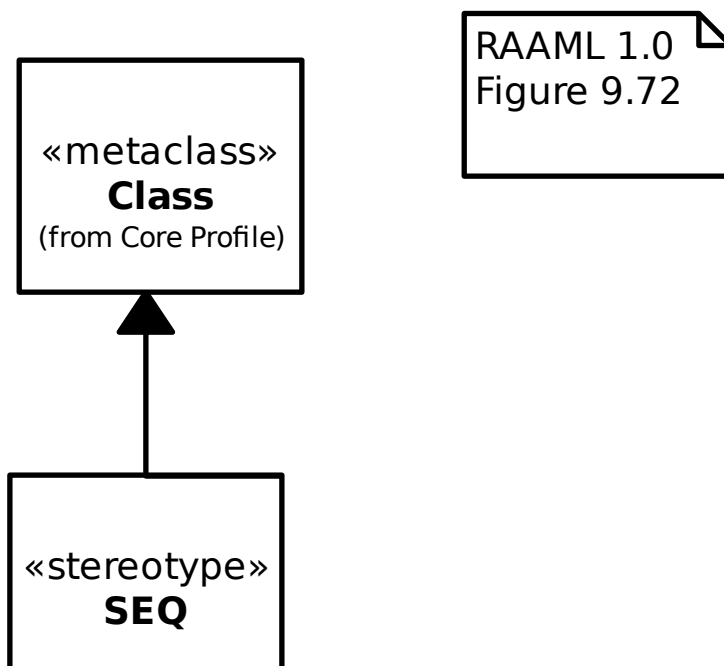 RAAML 1.0
Figure 9.72
«metaclass»
Class
(from Core Profile)
«stereotype»
SEQ